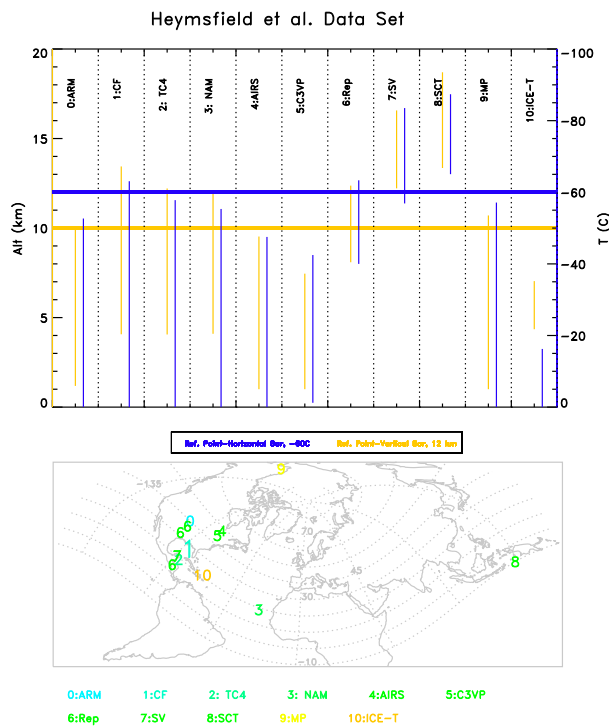 Heymsfield et al. Data Set
20
15
10
5
0
Alt (km)
0:ARM
1:CF
2: TC4
3: NAM
4:AIRS
5:C3VP
6:Rep
7:SV
8:SCT
9:MP
10:ICE-T
-100
-80
-60
-40
-20
0
T (C)
Ref. Point-Horizontal Bar, -60C Ref. Point-Vertical Bar, 12 km
-135
9
0
6
6
5
4
70
1
7
2
6
10
45
30
3
8
-10
0:ARM 1:CF 2: TC4 3: NAM 4:AIRS 5:C3VP
6:Rep 7:SV 8:SCT 9:MP 10:ICE-T